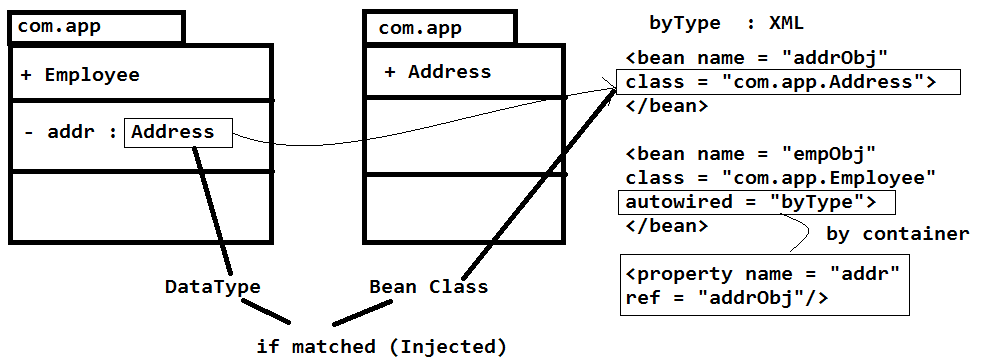 com.app
+ Employee
- addr : Address
com.app
+ Address
DataType
Bean Class
if matched (Injected)
byType : XML
<bean name = "addrObj"
class = "com.app.Address">
</bean>
<bean name = "empObj"
class = "com.app.Employee"
autowired = "byType">
</bean>
by container
<property name = "addr"
ref = "addrObj"/>